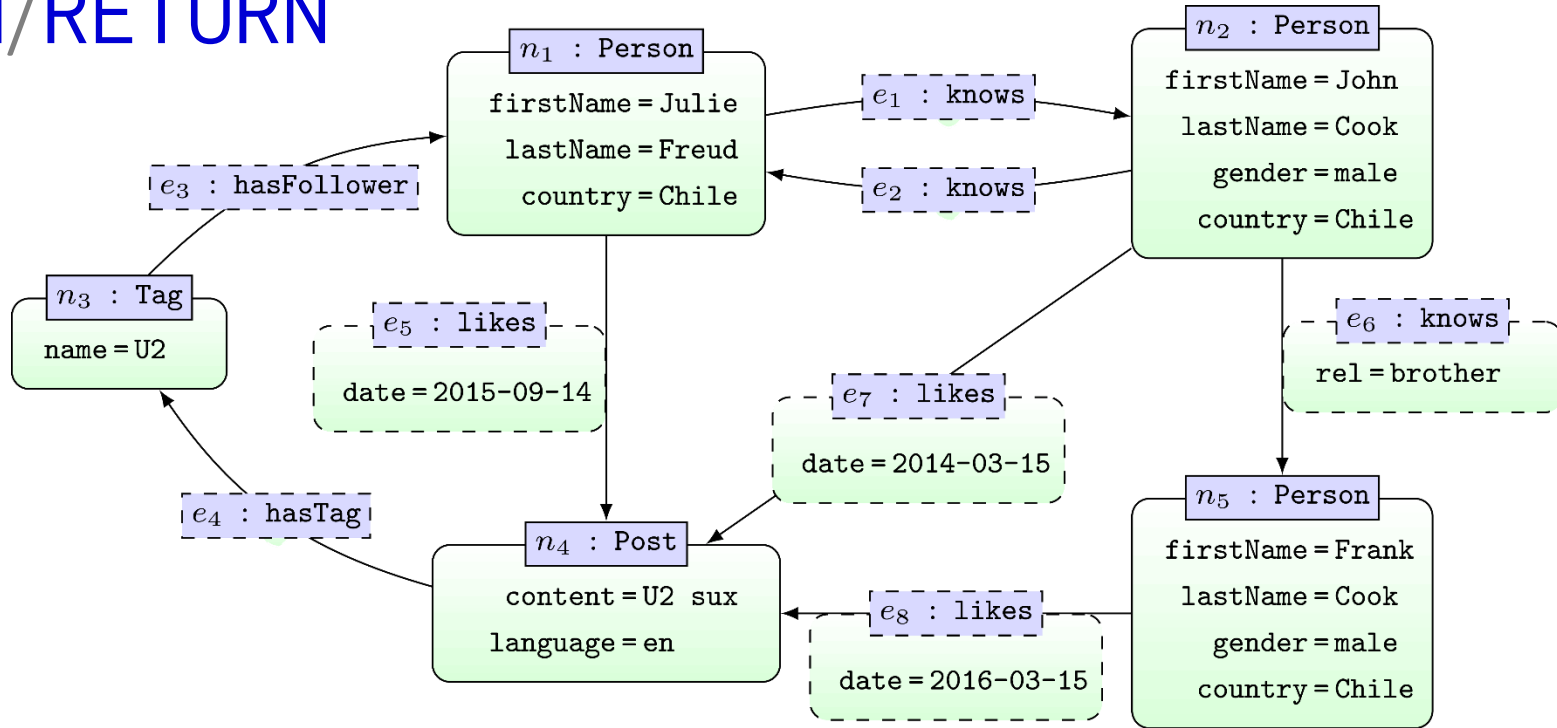 /RETURN
n₁ : Person
firstName = Julie
lastName = Freud
country = Chile
e₁ : knows
e₂ : knows
n₂ : Person
firstName = John
lastName = Cook
gender = male
country = Chile
e₃ : hasFollower
n₃ : Tag
name = U2
e₅ : likes
date = 2015-09-14
e₇ : likes
date = 2014-03-15
e₆ : knows
rel = brother
e₄ : hasTag
n₄ : Post
content = U2 sux
language = en
e₈ : likes
date = 2016-03-15
n₅ : Person
firstName = Frank
lastName = Cook
gender = male
country = Chile